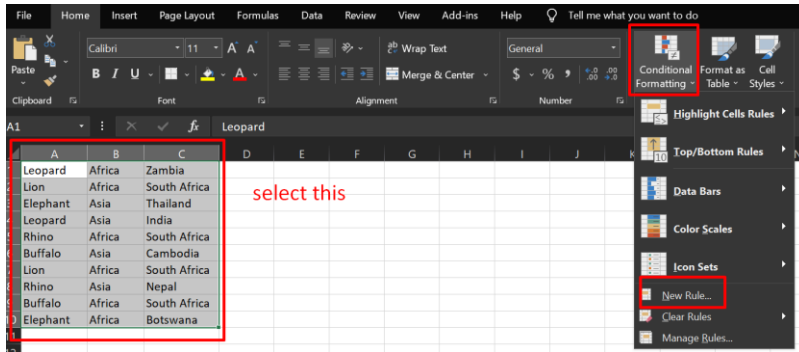 File Home Insert Page Layout Formulas Data Review View Add-ins Help Tell me what you want to do
Calibri 11 A A Wrap Text General
Paste B I U A Merge & Center $ % Conditional Formatting Format as Table Cell Styles
Clipboard Font Alignment Number
Highlight Cells Rules
A1 fx Leopard
Top/Bottom Rules
A B C D E F G H I J K
Leopard Africa Zambia
Lion Africa South Africa
select this
Data Bars
Elephant Asia Thailand
Leopard Asia India
Rhino Africa South Africa
Color Scales
Buffalo Asia Cambodia
Lion Africa South Africa
Icon Sets
Rhino Asia Nepal
New Rule...
Buffalo Africa South Africa
10 Elephant Africa Botswana
Clear Rules
11
Manage Rules...